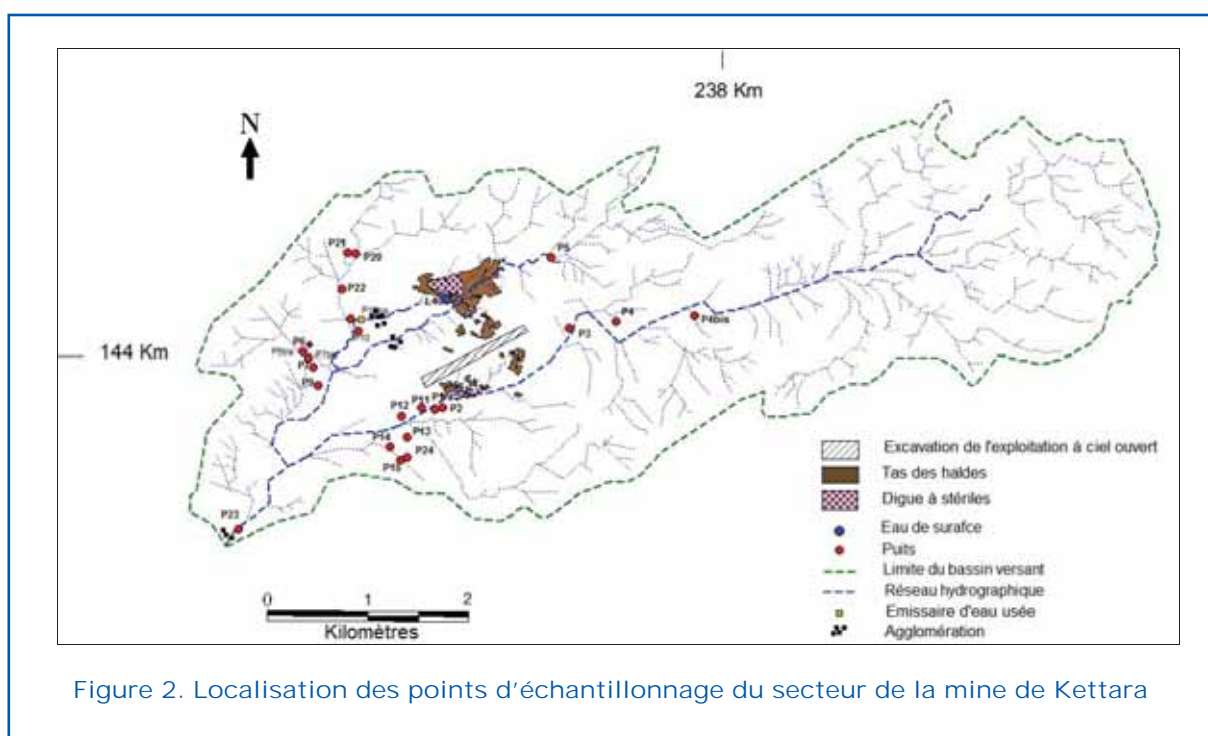 238 Km
N
P21
P20
P5
P22
P4
P4bis
P3
144 Km
P6
P9
P11
P12
P2
P13
P14
P24
P15
P23
Excavation de l'exploitation à ciel ouvert
Tas des haldes
Digue à stériles
Eau de surafce
Puits
Limite du bassin versant
Réseau hydrographique
Emissaire d'eau usée
Agglomération
0 1 2
Kilomètres
Figure 2. Localisation des points d'échantillonnage du secteur de la mine de Kettara